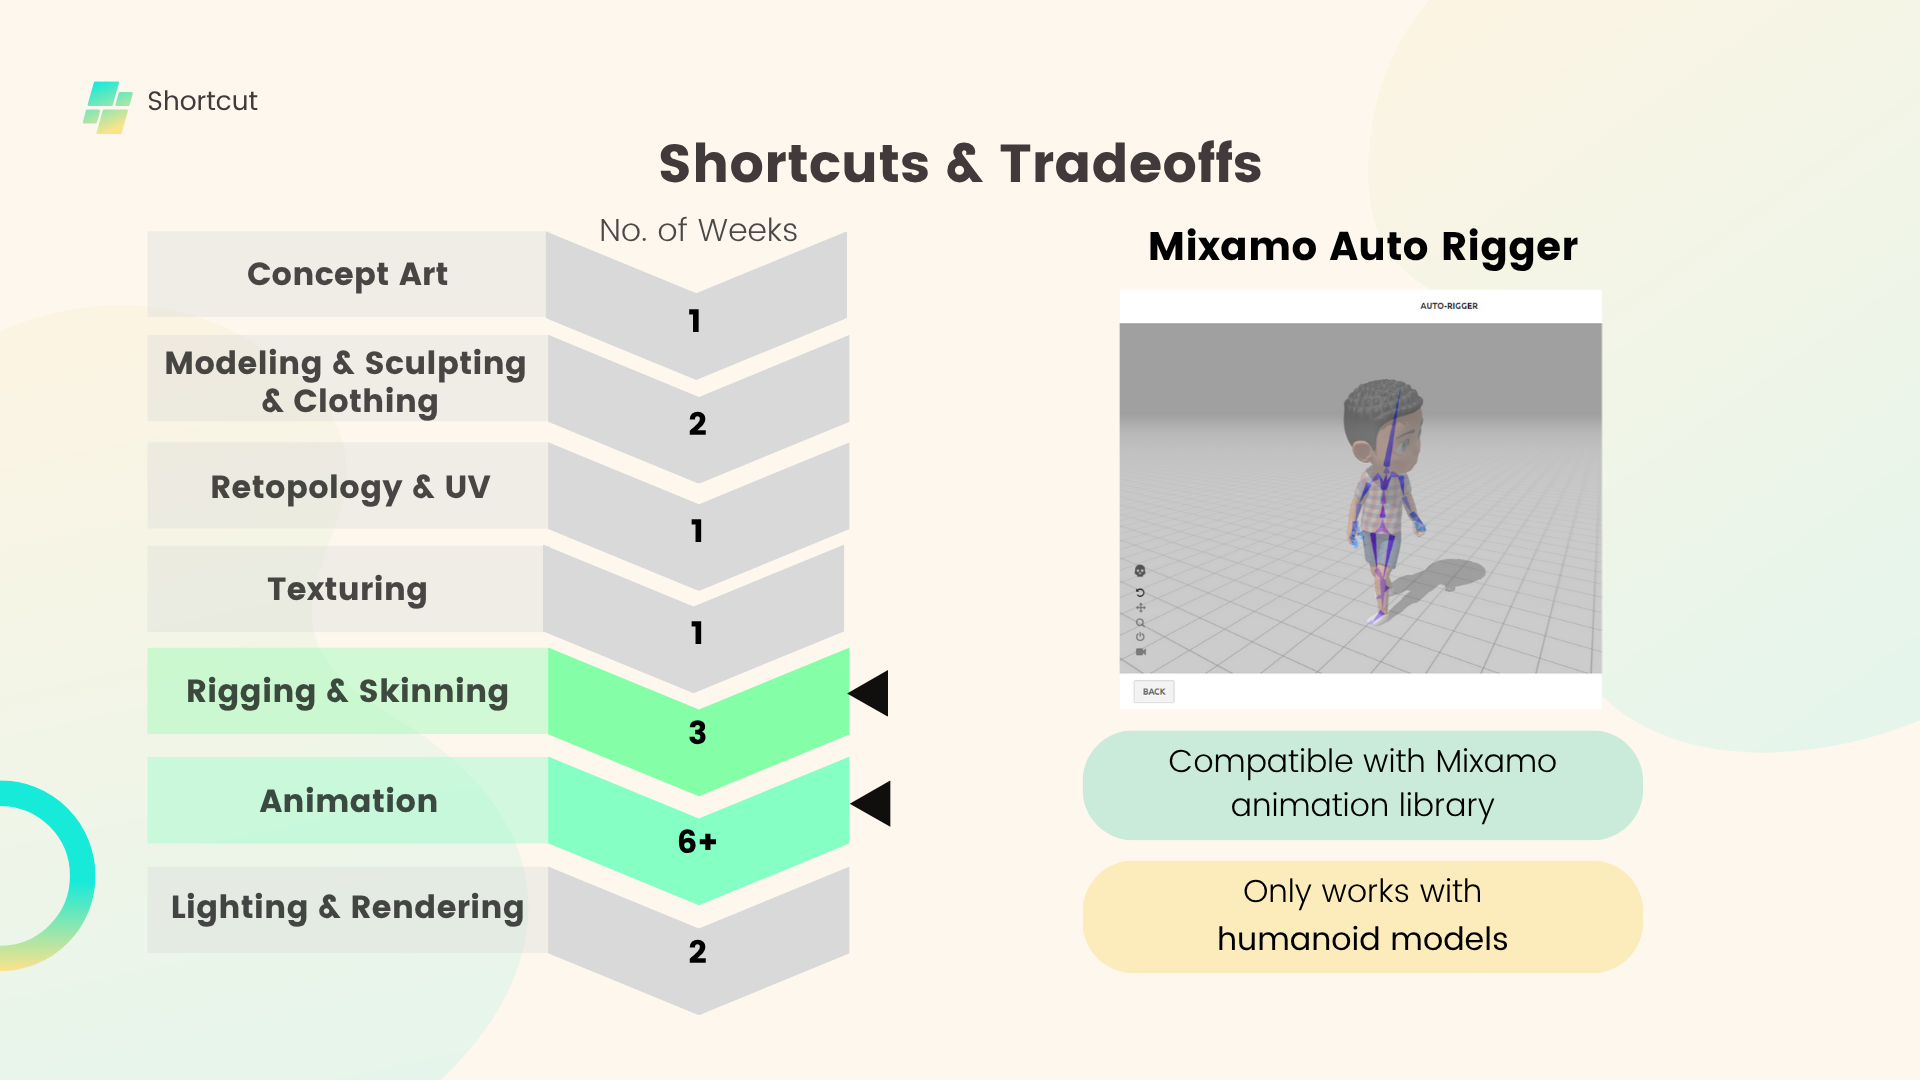 Shortcut
Shortcuts & Tradeoffs
No. of Weeks
Concept Art
1
Modeling & Sculpting
& Clothing
2
Retopology & UV
1
Texturing
1
Rigging & Skinning
3
Animation
6+
Lighting & Rendering
2
Mixamo Auto Rigger
AUTO-RIGGER
BACK
Compatible with Mixamo
animation library
Only works with
humanoid models